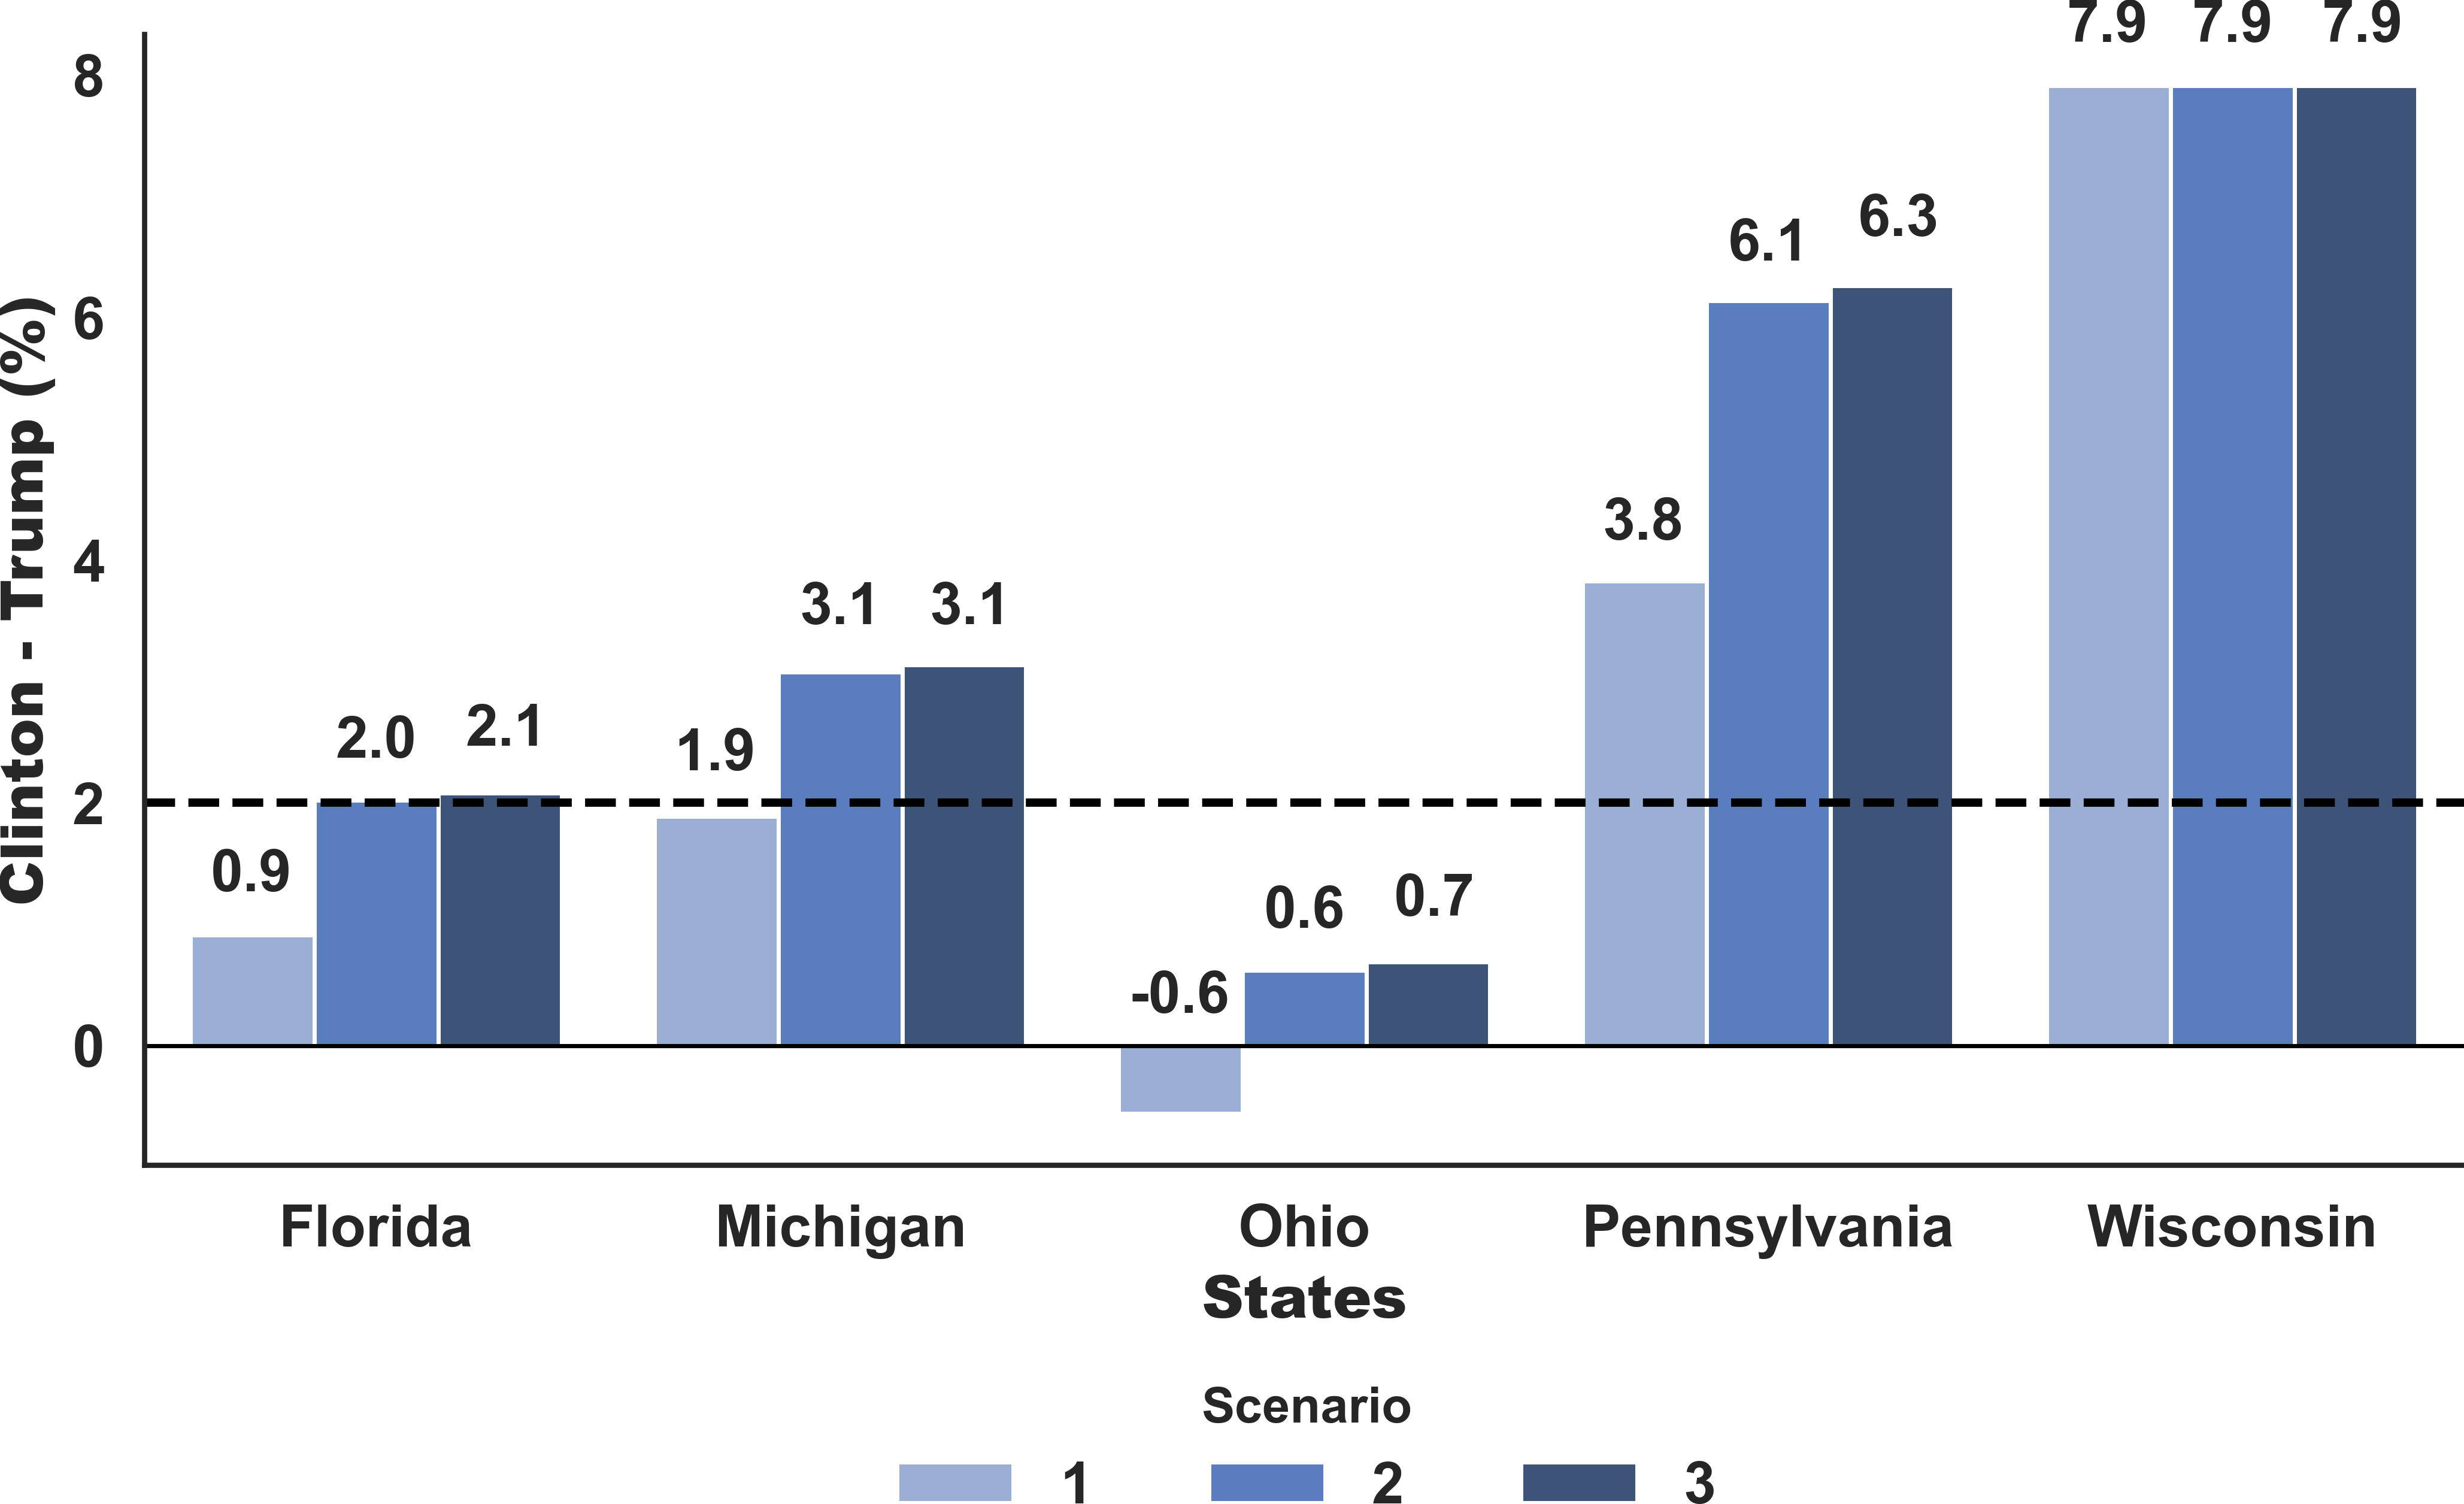 7.9 7.9 7.9
8
6.3
6.1
6
3.8
4
3.1 3.1
2.1
2.0
1.9
2
0.9
0.7
0.6
-0.6
0
Clinton - Trump (%)
Florida Michigan Ohio Pennsylvania Wisconsin
States
Scenario
1 2 3